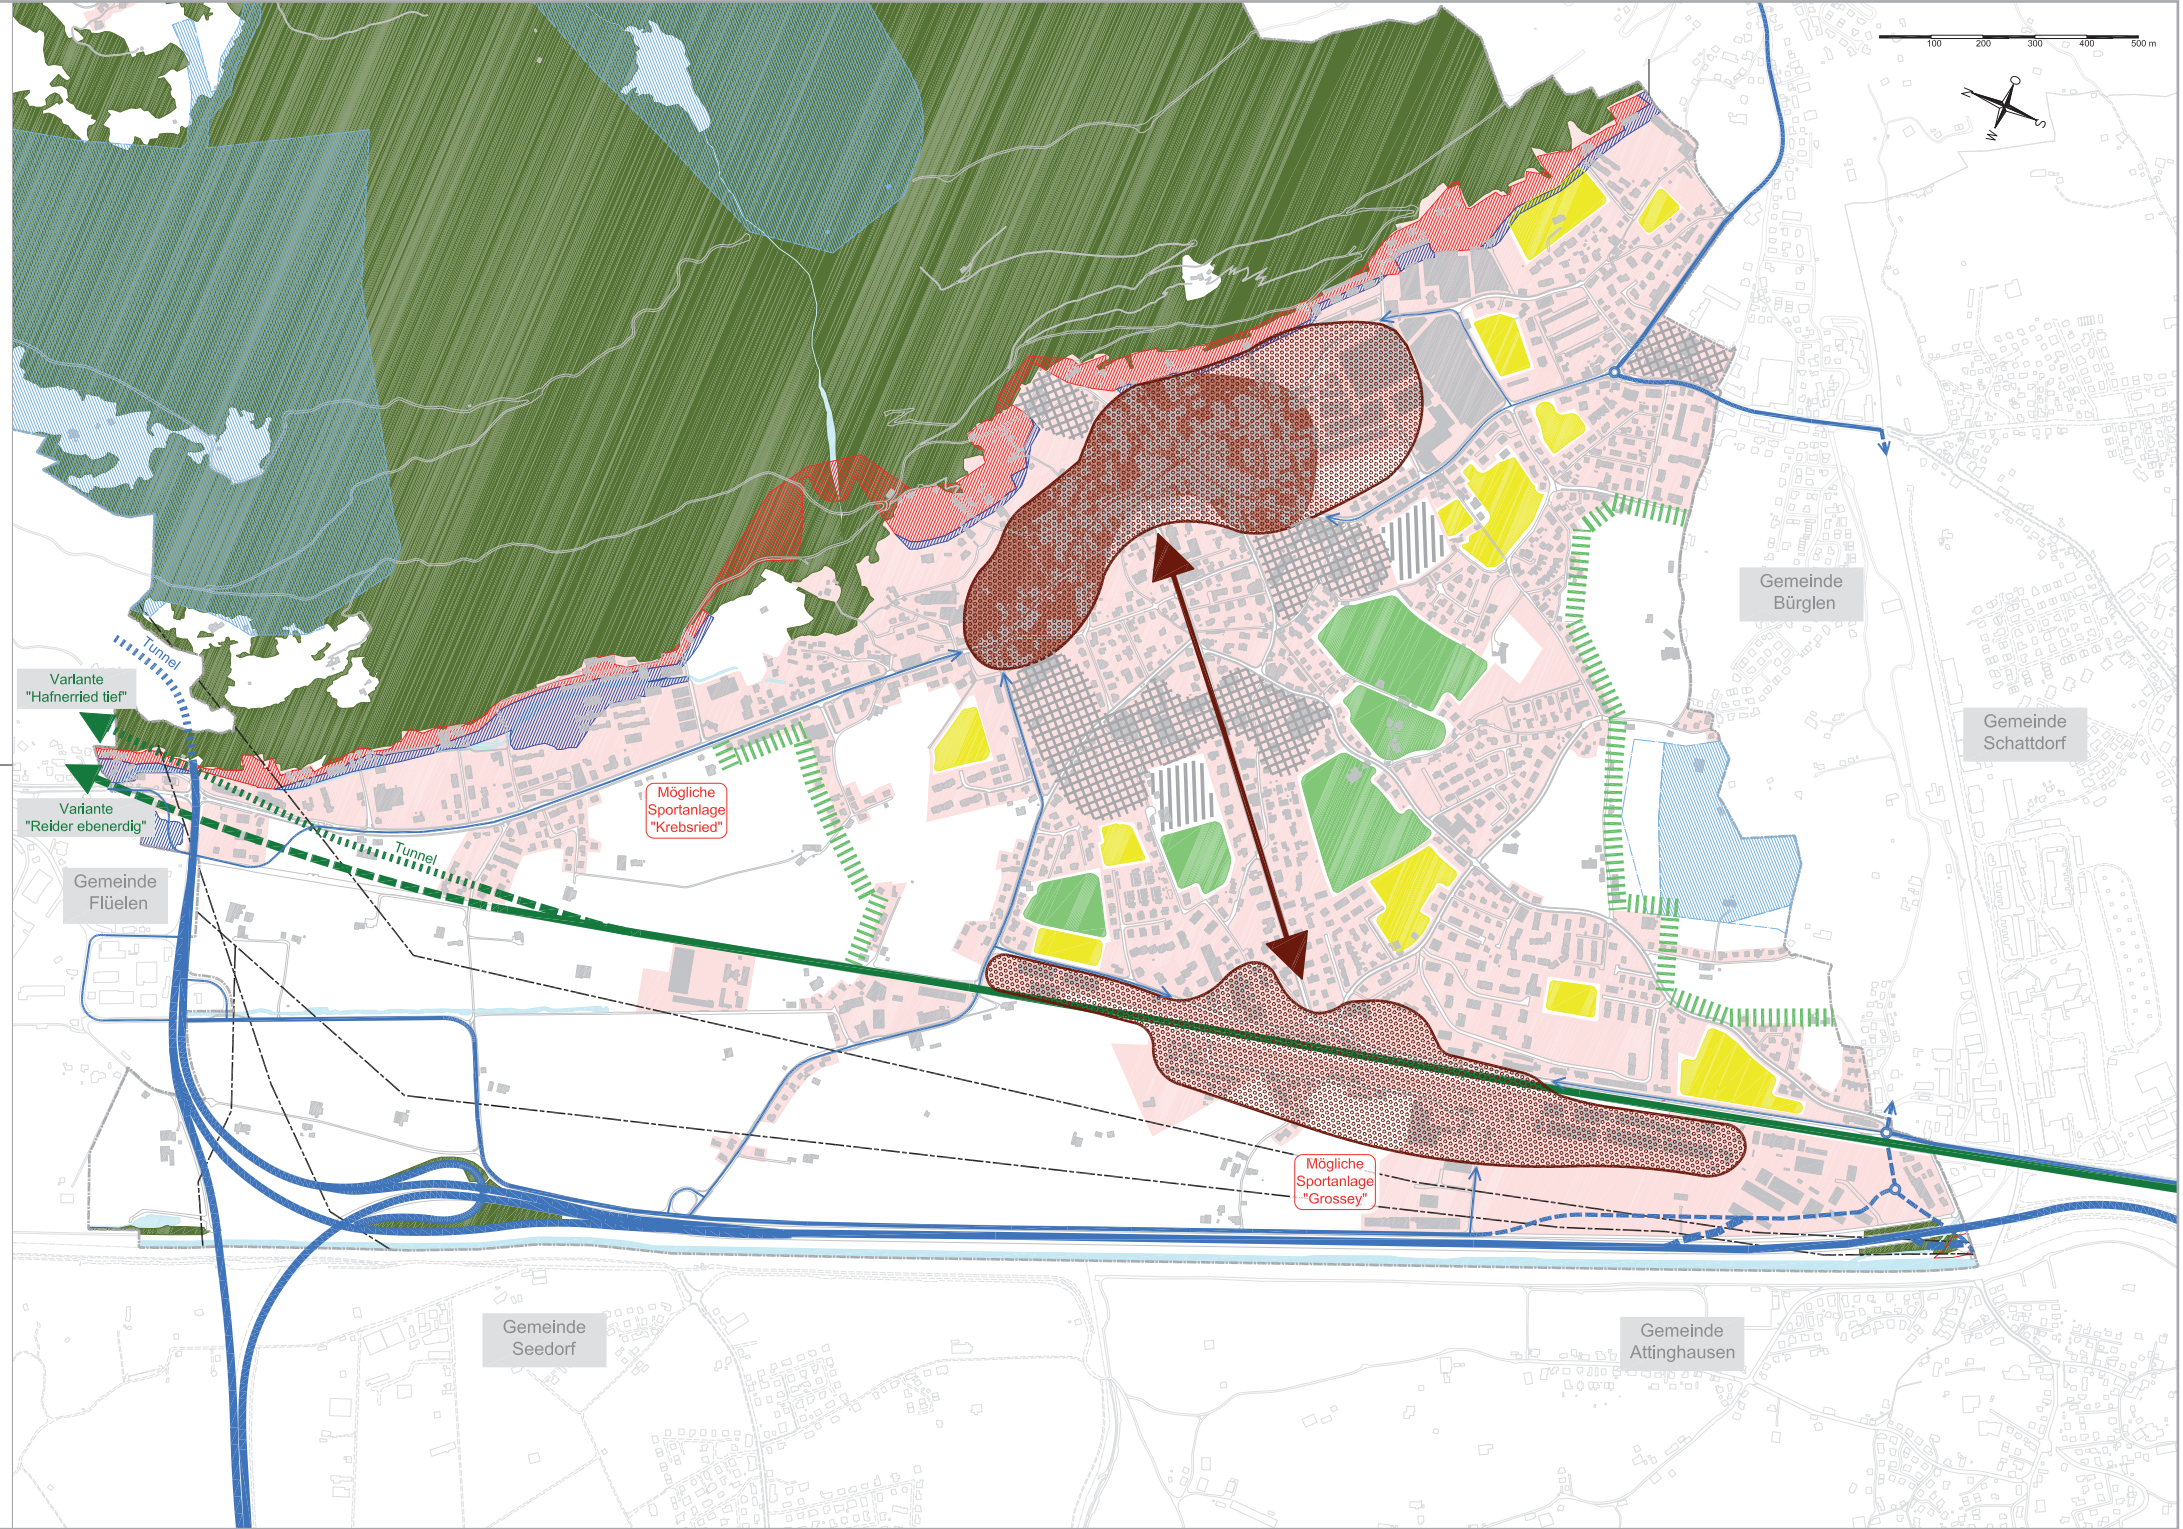 100 200 300 400 500 m
N
O
W
S
Tunnel
Variante
"Hafnerried tief"
Variante
"Reider ebenerdig"
Tunnel
Gemeinde
Flüelen
Mögliche
Sportanlage
"Krebsried"
Gemeinde
Bürglen
Gemeinde
Schattdorf
Mögliche
Sportanlage
"Grossey"
Gemeinde
Seedorf
Gemeinde
Attinghausen